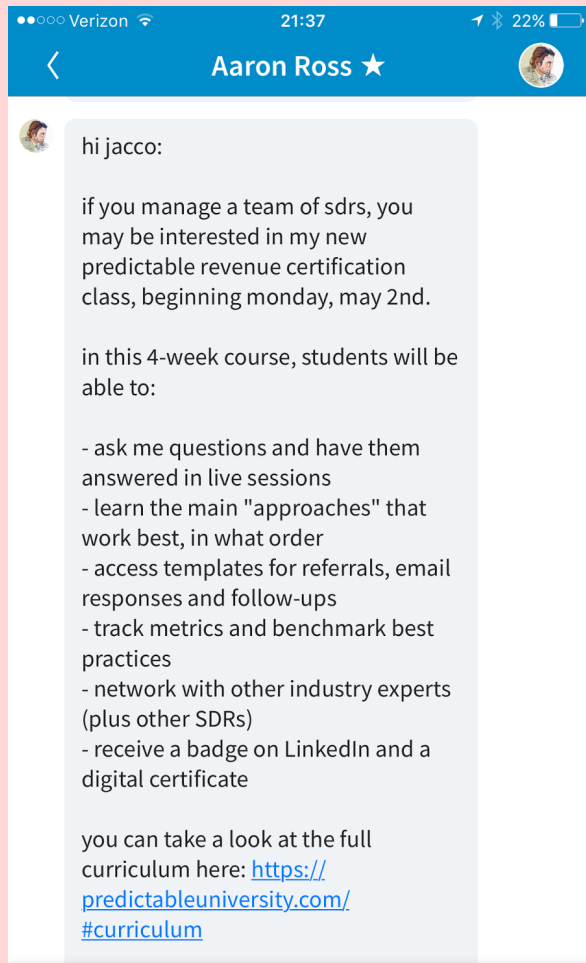 Verizon 21:37 22%
Aaron Ross ★
hi jacco:
if you manage a team of sdrs, you
may be interested in my new
predictable revenue certification
class, beginning monday, may 2nd.
in this 4-week course, students will be
able to:
- ask me questions and have them
answered in live sessions
- learn the main "approaches" that
work best, in what order
- access templates for referrals, email
responses and follow-ups
- track metrics and benchmark best
practices
- network with other industry experts
(plus other SDRs)
- receive a badge on LinkedIn and a
digital certificate
you can take a look at the full
curriculum here: https://
predictableuniversity.com/
#curriculum